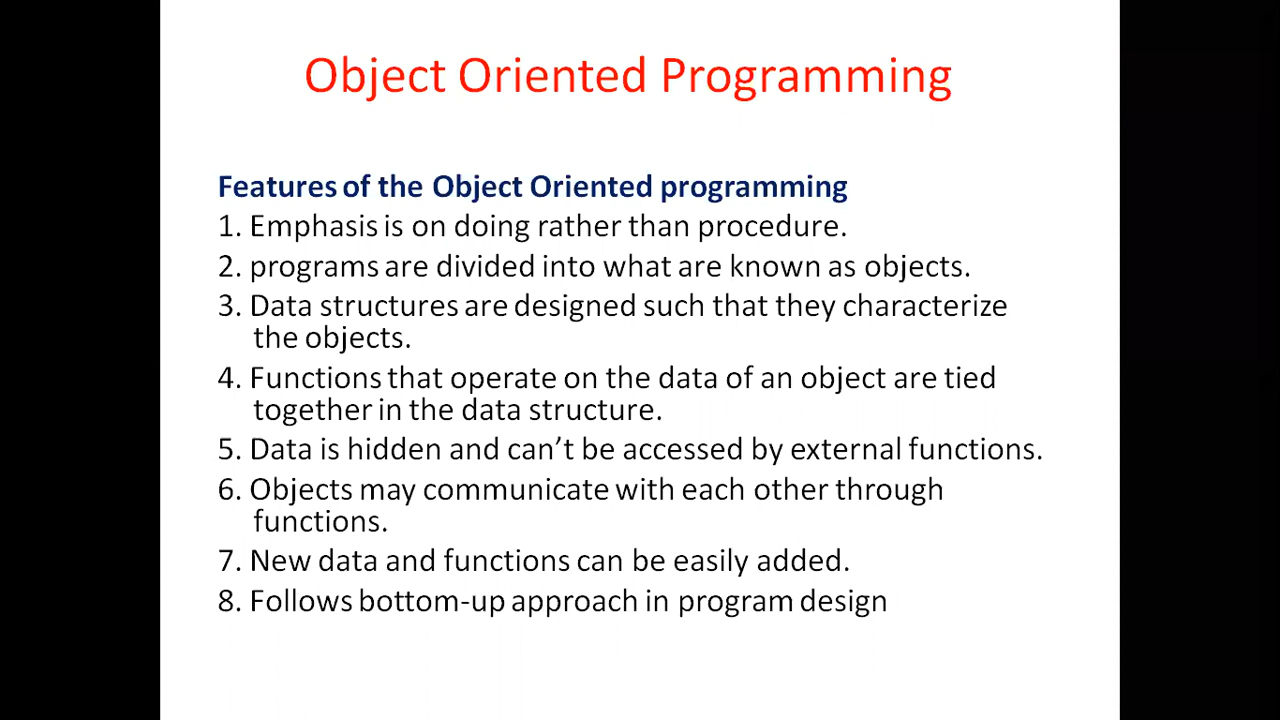 Object Oriented Programming
Features of the Object Oriented programming
1. Emphasis is on doing rather than procedure.
2. programs are divided into what are known as objects.
3. Data structures are designed such that they characterize
the objects.
4. Functions that operate on the data of an object are tied
together in the data structure.
5. Data is hidden and can’t be accessed by external functions.
6. Objects may communicate with each other through
functions.
7. New data and functions can be easily added.
8. Follows bottom-up approach in program design